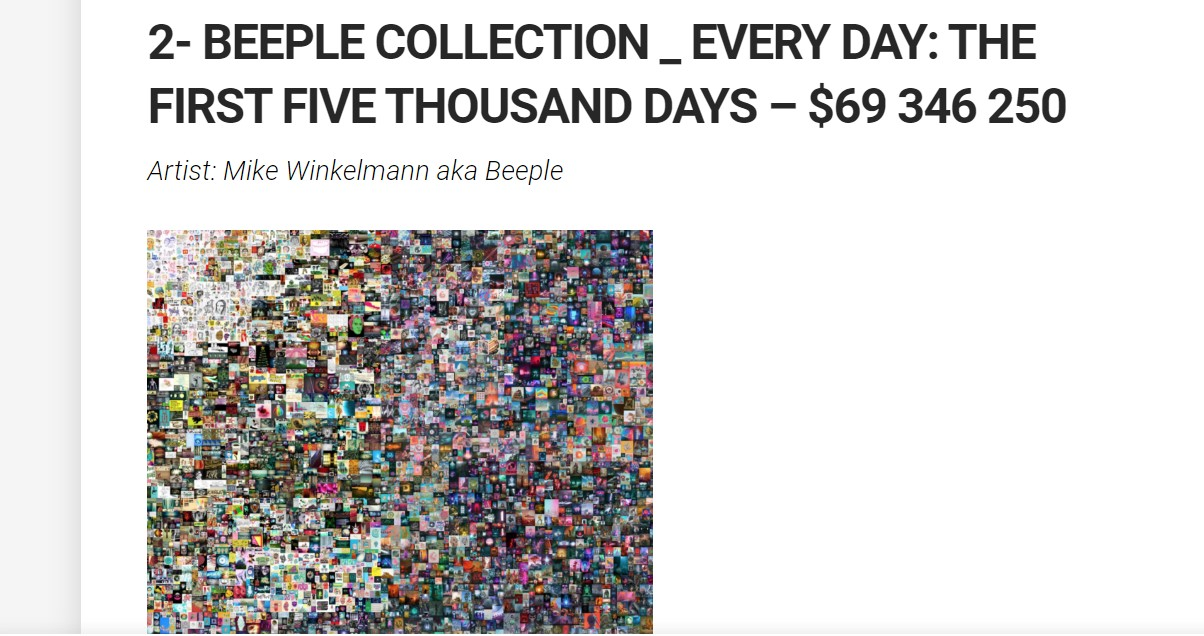 2- BEEPLE COLLECTION _ EVERY DAY: THE
FIRST FIVE THOUSAND DAYS – $69 346 250
Artist: Mike Winkelmann aka Beeple